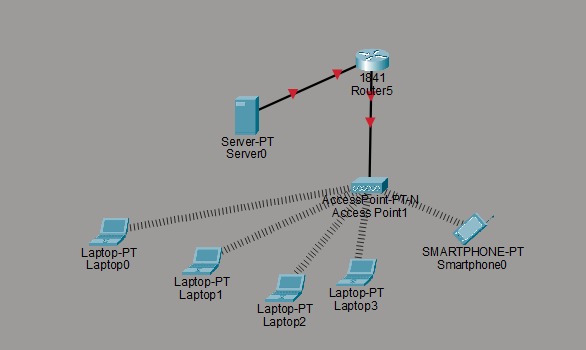 1841
Router5
Server-PT
Server0
AccessPoint-PT-N
Access Point1
Laptop-PT
Laptop0
Laptop-PT
Laptop1
Laptop-PT
Laptop2
Laptop-PT
Laptop3
SMARTPHONE-PT
Smartphone0